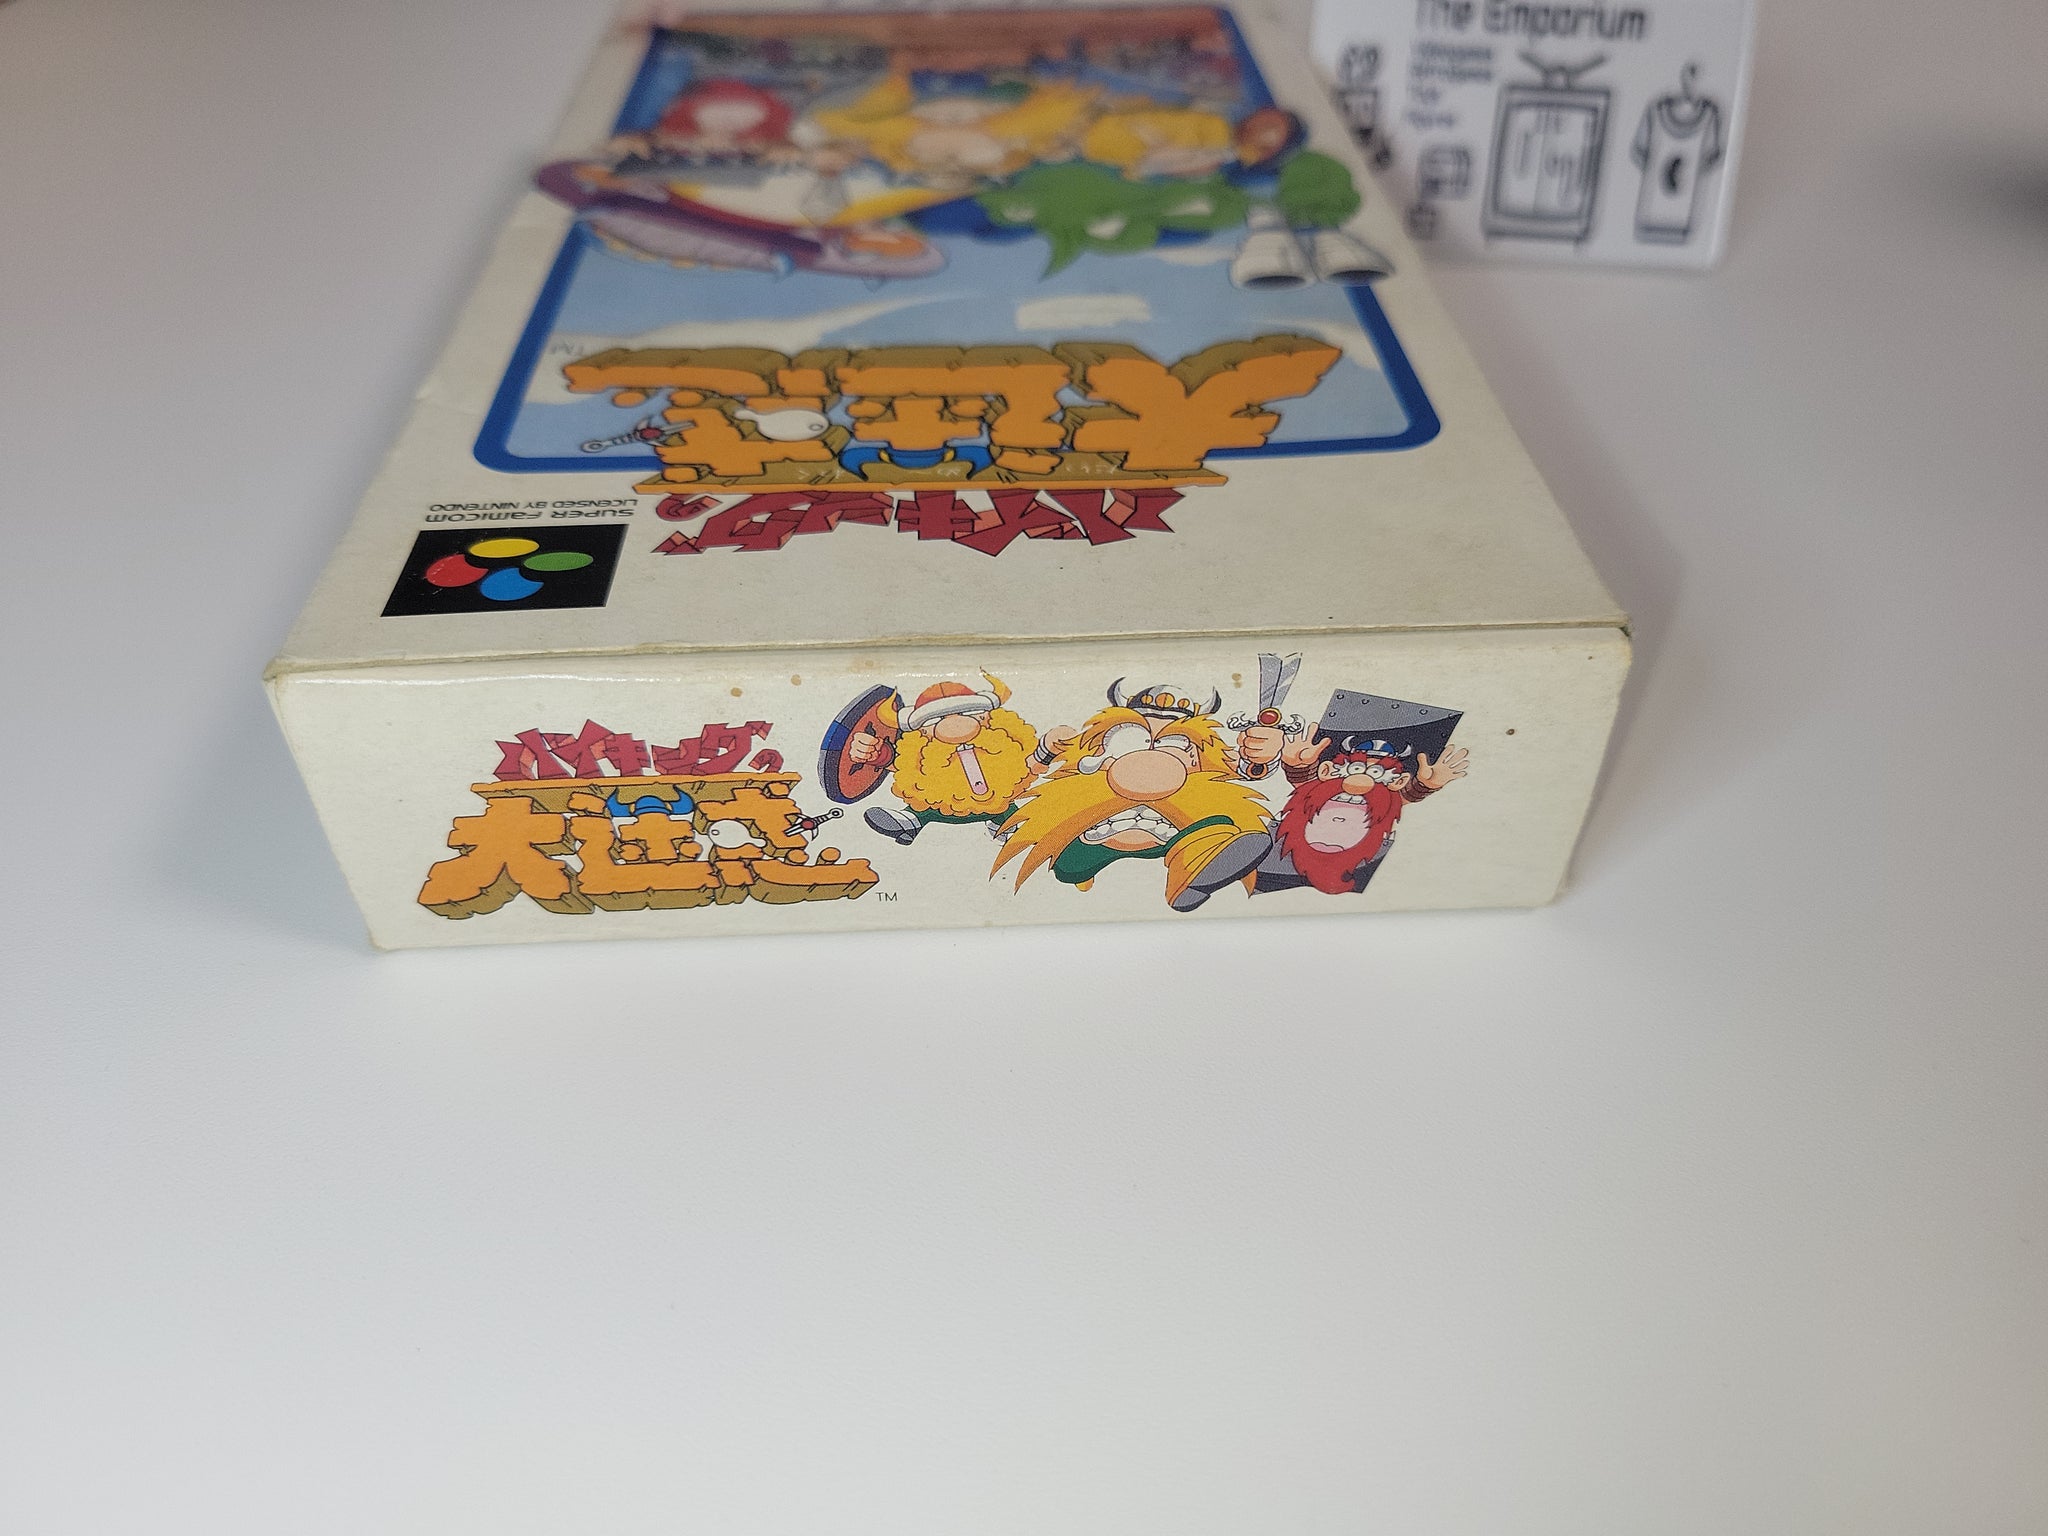 The Emporium
大迷惑
TM
バイキングの
SUPER FAMICOM
LICENSED BY NINTENDO
バイキングの
大迷惑
TM